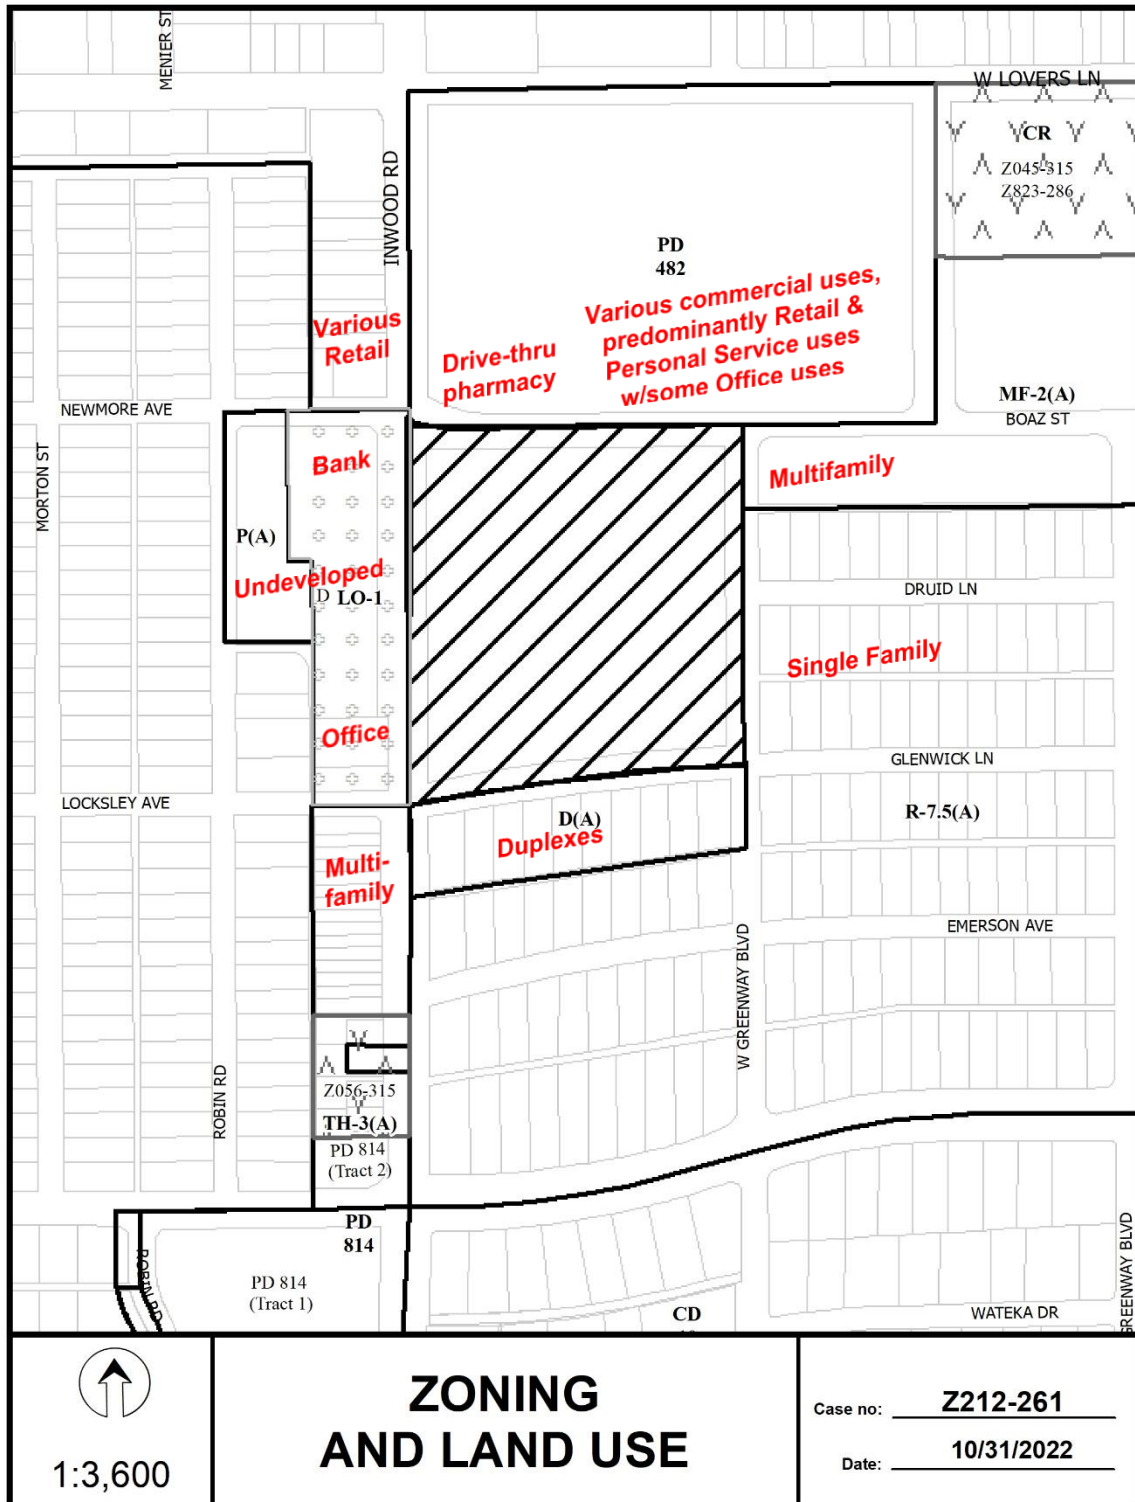 MENIER ST
W LOVERS LN
CR
Z045-315
Z823-286
INWOOD RD
PD
482
Various commercial uses,
predominantly Retail &
Personal Service uses
w/some Office uses
Various
Retail
Drive-thru
pharmacy
MF-2(A)
BOAZ ST
NEWMORE AVE
MORTON ST
Bank
Multifamily
P(A)
Undeveloped
D LO-1
DRUID LN
Single Family
Office
GLENWICK LN
LOCKSLEY AVE
D(A)
Duplexes
R-7.5(A)
Multi-
family
EMERSON AVE
W GREENWAY BLVD
ROBIN RD
Z056-315
TH-3(A)
PD 814
(Tract 2)
PD
814
ROBIN RD
PD 814
(Tract 1)
CD
WATEKA DR
GREENWAY BLVD
1:3,600
ZONING
AND LAND USE
Case no: Z212-261
Date: 10/31/2022